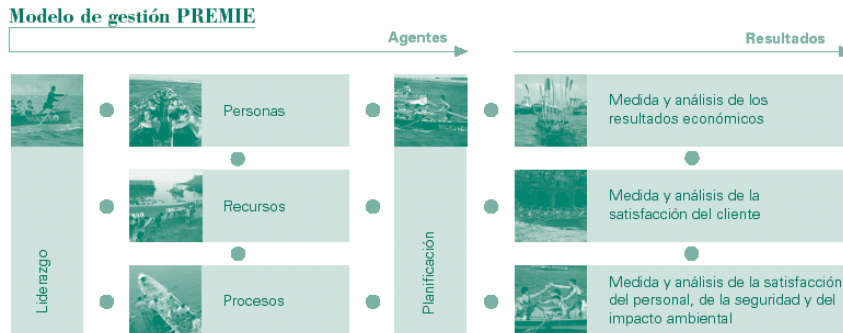 Modelo de gestión PREMIE
Agentes
Resultados
Liderazgo
Personas
Recursos
Procesos
Planificación
Medida y análisis de los
resultados económicos
Medida y análisis de la
satisfacción del cliente
Medida y análisis de la satisfacción
del personal, de la seguridad y del
impacto ambiental